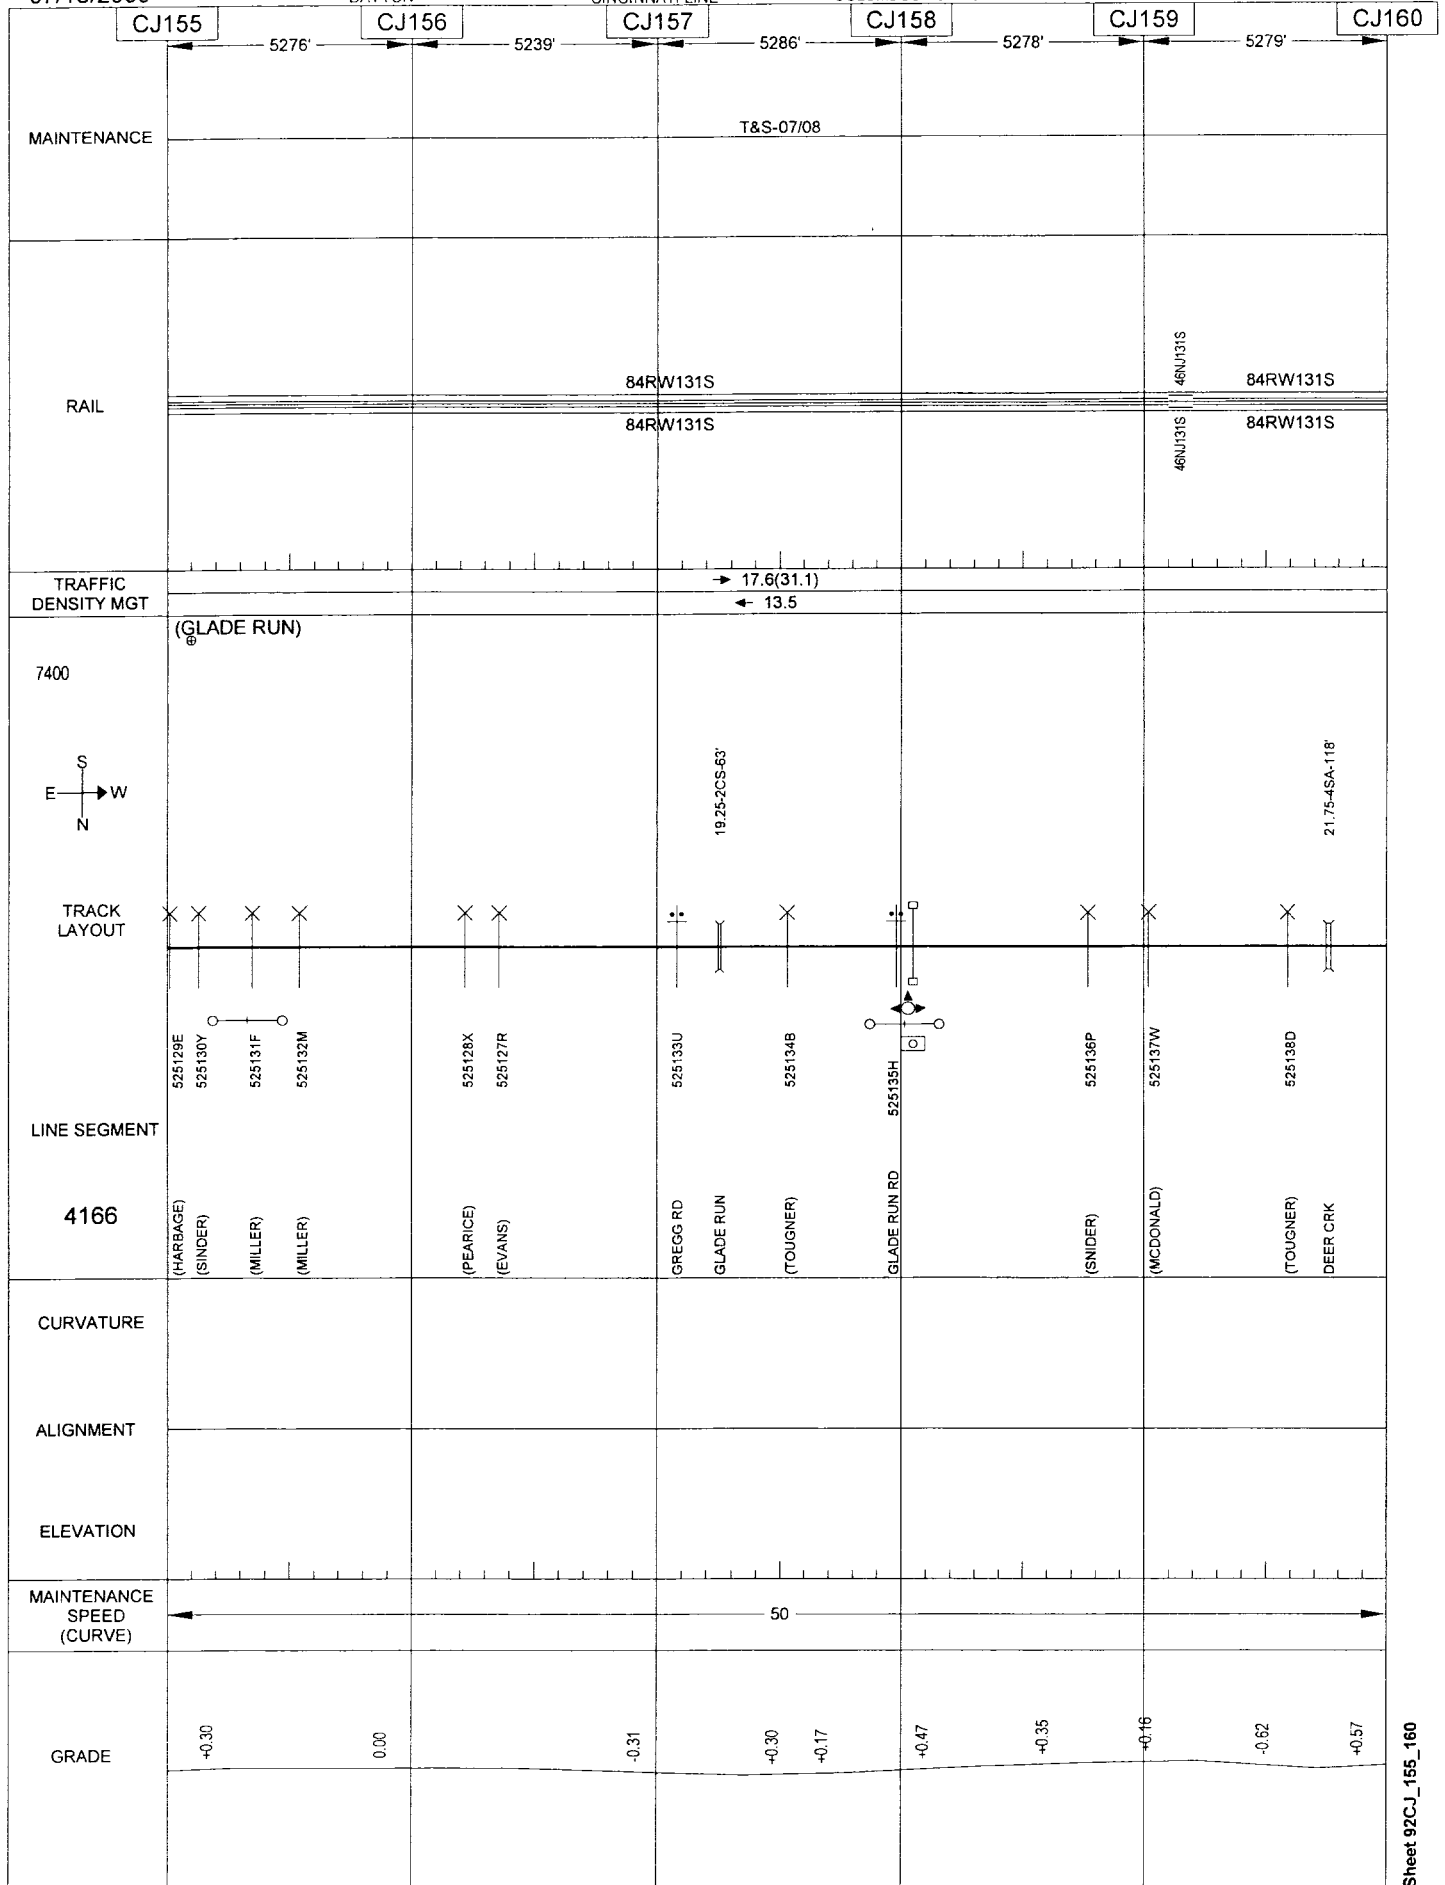 CJ155 CJ156 CJ157 CJ158 CJ159 CJ160
5276' 5239' 5286' 5278' 5279'
MAINTENANCE
T&S-07/08
RAIL
84RW131S
84RW131S
46NJ131S
46NJ131S
84RW131S
84RW131S
TRAFFIC
DENSITY MGT
17.6(31.1)
13.5
(GLADE RUN)
7400
S
E W
N
19.25-2CS-63'
21.75-4SA-118'
TRACK
LAYOUT
525129E
525130Y
525131F
525132M
525128X
525127R
525133U
525134B
525135H
525136P
525137W
525138D
LINE SEGMENT
4166
(HARBAGE)
(SINDER)
(MILLER)
(MILLER)
(PEARICE)
(EVANS)
GREGG RD
GLADE RUN
(TOUGNER)
GLADE RUN RD
(SNIDER)
(MCDONALD)
(TOUGNER)
DEER CRK
CURVATURE
ALIGNMENT
ELEVATION
MAINTENANCE
SPEED
(CURVE)
50
GRADE
+0.30
0.00
-0.31
+0.30
+0.17
+0.47
+0.35
+0.16
-0.62
+0.57
Sheet 92CJ_155_160